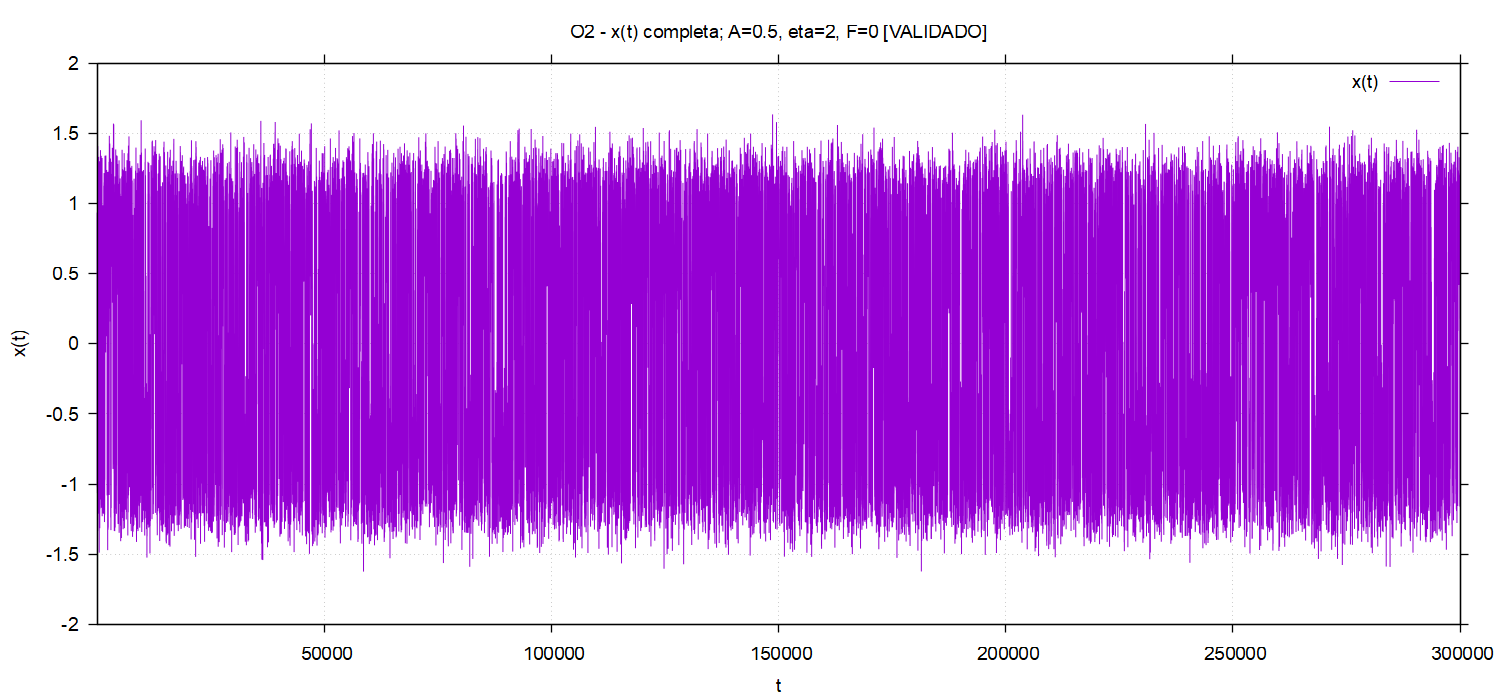 O2 - x(t) completa; A=0.5, eta=2, F=0 [VALIDADO]
x(t)
2
1.5
1
0.5
0
-0.5
-1
-1.5
-2
x(t)
50000 100000 150000 200000 250000 300000
t